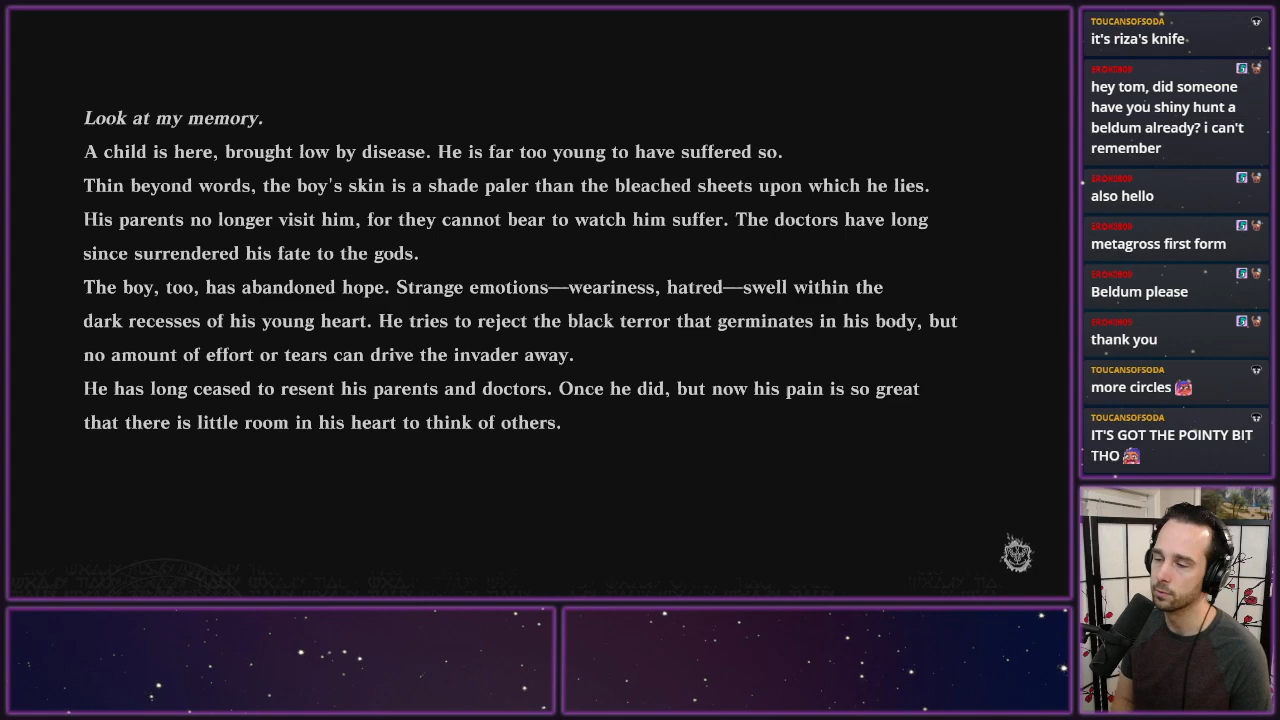 Look at my memory.
A child is here, brought low by disease. He is far too young to have suffered so.
Thin beyond words, the boy's skin is a shade paler than the bleached sheets upon which he lies.
His parents no longer visit him, for they cannot bear to watch him suffer. The doctors have long
since surrendered his fate to the gods.
The boy, too, has abandoned hope. Strange emotions—weariness, hatred—swell within the
dark recesses of his young heart. He tries to reject the black terror that germinates in his body, but
no amount of effort or tears can drive the invader away.
He has long ceased to resent his parents and doctors. Once he did, but now his pain is so great
that there is little room in his heart to think of others.
TOUCANSOFSODA
it's riza's knife
hey tom, did someone
have you shiny hunt a
beldum already? i can't
remember
also hello
metagross first form
Beldum please
thank you
TOUCANSOFSODA
more circles
TOUCANSOFSODA
IT'S GOT THE POINTY BIT
THO